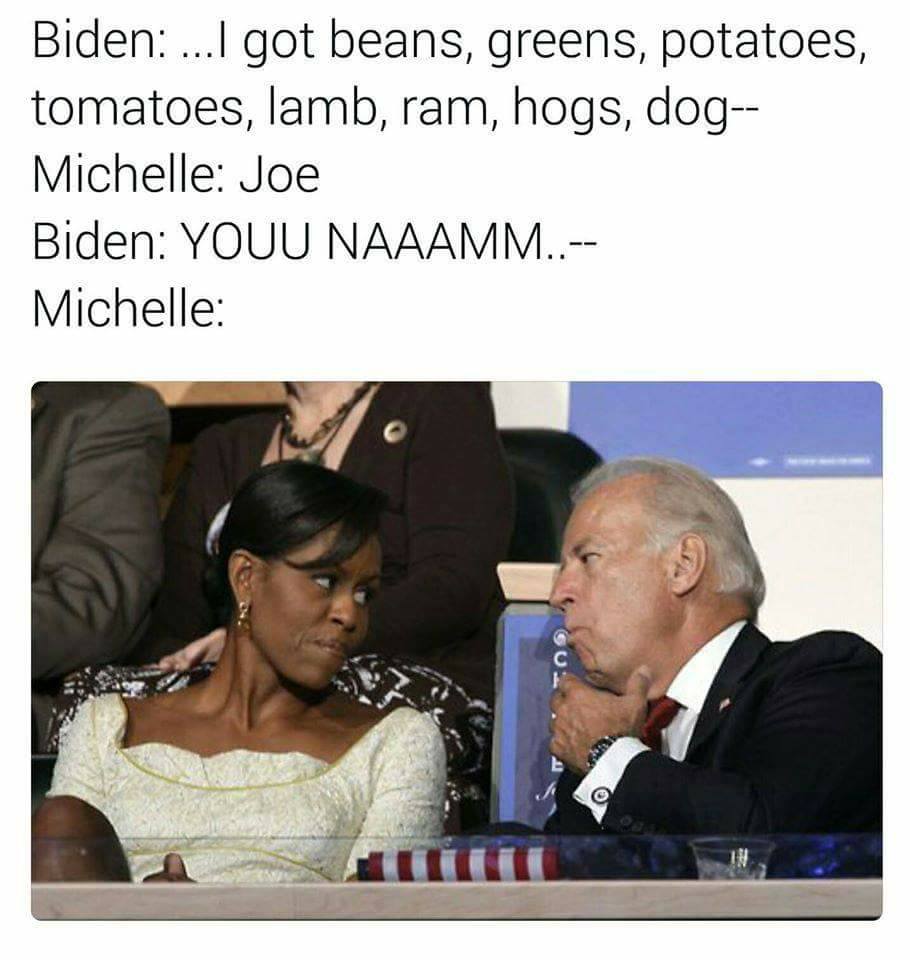 Biden: ...I got beans, greens, potatoes,
tomatoes, lamb, ram, hogs, dog--
Michelle: Joe
Biden: YOUU NAAAMM..--
Michelle: